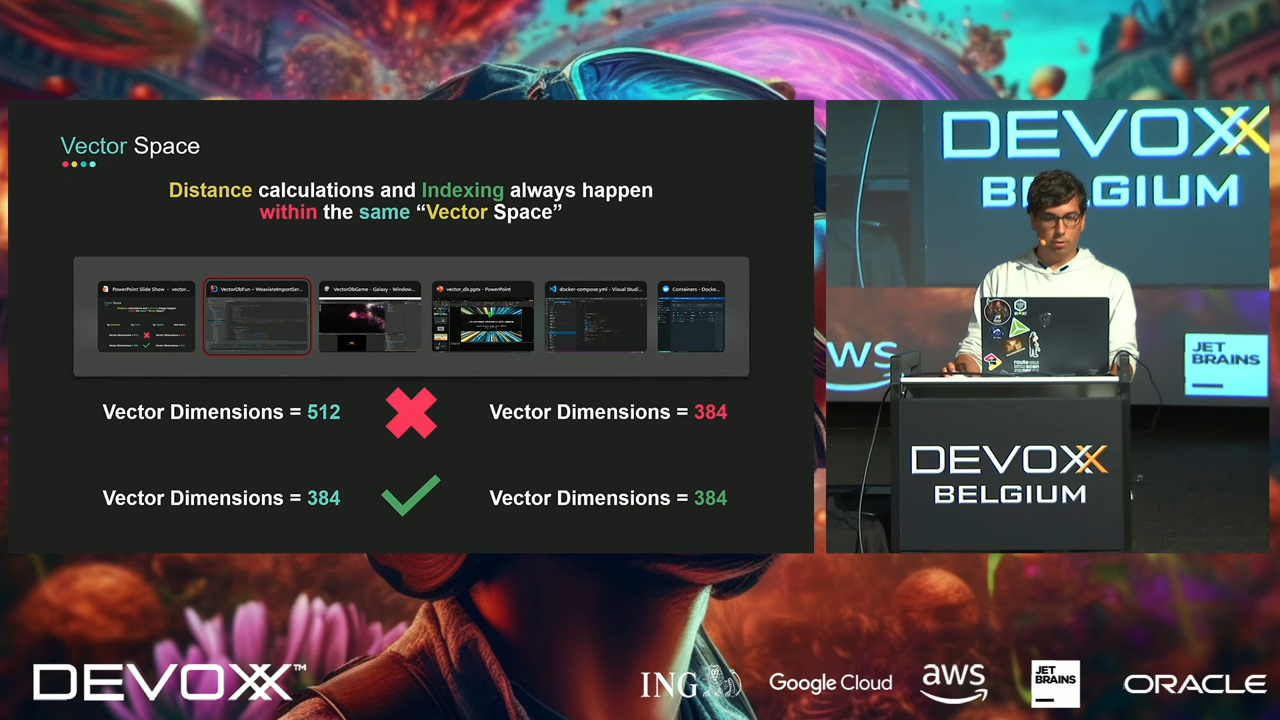 Vector Space
Distance calculations and Indexing always happen
within the same “Vector Space”
PowerPoint Slide Show - vector...
VectorDbFun – WeaviateImportSer...
VectorDbGame - Galaxy - Window...
vector_db.pptx - PowerPoint
docker-compose.yml - Visual Studi...
Containers - Docke...
Vector Dimensions = 512
Vector Dimensions = 384
Vector Dimensions = 384
Vector Dimensions = 384
DEVOXX
BELGIUM
aws
JET
BRAINS
DEVOXX
BELGIUM
DEVOXX™
ING
Google Cloud
aws
JET
BRAINS
ORACLE